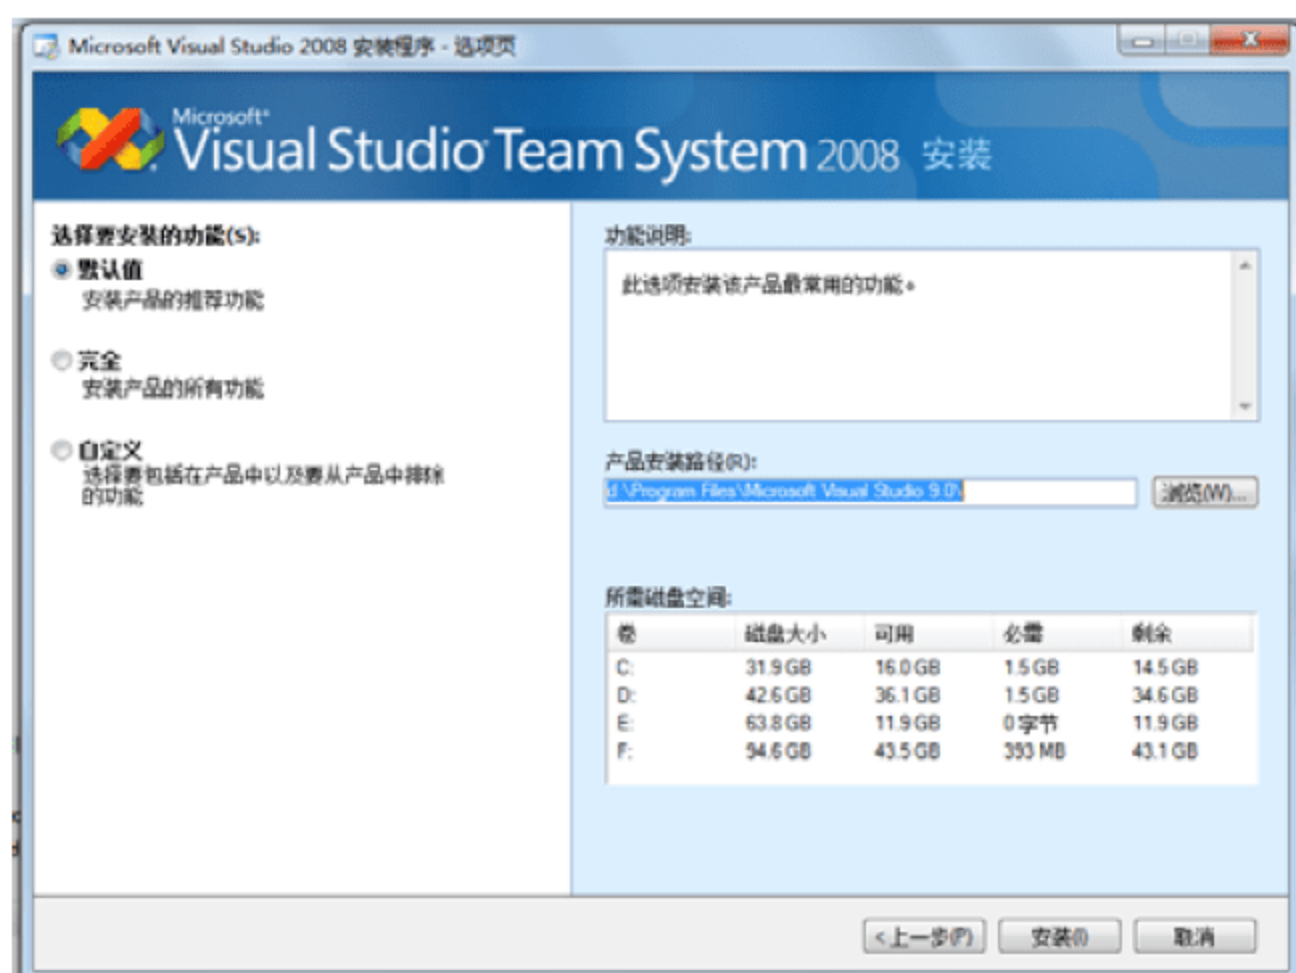 Microsoft Visual Studio 2008 安装程序 - 选项页
Microsoft®
Visual Studio Team System 2008 安装
选择要安装的功能(S):
默认值
安装产品的推荐功能
完全
安装产品的所有功能
自定义
选择要包括在产品中以及要从产品中排除
的功能
功能说明:
此选项安装该产品最常用的功能。
产品安装路径(R):
d:\Program Files\Microsoft Visual Studio 9.0\
浏览(W)...
所需磁盘空间:
卷 磁盘大小 可用 必需 剩余
C: 31.9 GB 16.0 GB 1.5 GB 14.5 GB
D: 42.6 GB 36.1 GB 1.5 GB 34.6 GB
E: 63.8 GB 11.9 GB 0 字节 11.9 GB
F: 94.6 GB 43.5 GB 393 MB 43.1 GB
<上一步(P) 安装(I) 取消